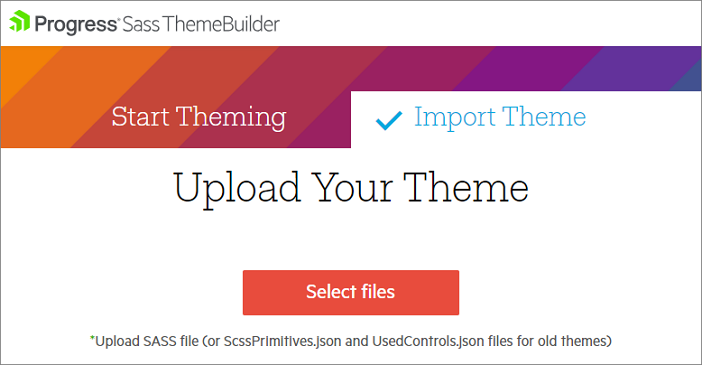 Progress® Sass ThemeBuilder
Start Theming
Import Theme
Upload Your Theme
Select files
*Upload SASS file (or ScssPrimitives.json and UsedControls.json files for old themes)